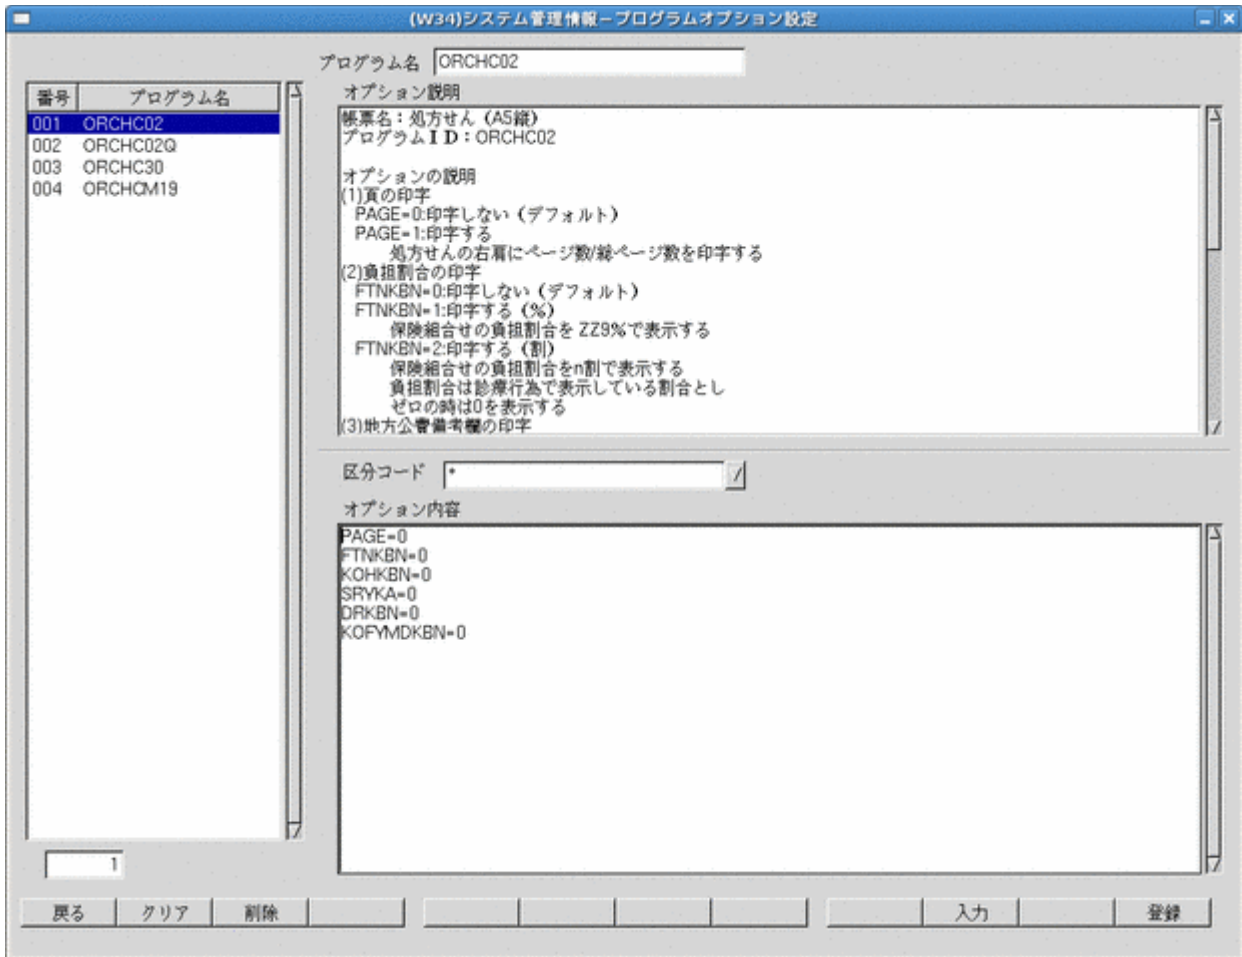 (W34)システム管理情報－プログラムオプション設定
プログラム名 ORCHC02
番号 プログラム名
001 ORCHC02
002 ORCHC02Q
003 ORCHC30
004 ORCHCM19
1
オプション説明
帳票名：処方せん（A5縦）
プログラムＩＤ：ORCHC02
オプションの説明
(1)頁の印字
PAGE=0:印字しない（デフォルト）
PAGE=1:印字する
処方せんの右肩にページ数/総ページ数を印字する
(2)負担割合の印字
FTNKBN=0:印字しない（デフォルト）
FTNKBN=1:印字する（%）
保険組合せの負担割合を ZZ9%で表示する
FTNKBN=2:印字する（割）
保険組合せの負担割合をn割で表示する
負担割合は診療行為で表示している割合とし
ゼロの時は0を表示する
(3)地方公費備考欄の印字
区分コード *
オプション内容
PAGE=0
FTNKBN=0
KOHKBN=0
SRYKA=0
DRKBN=0
KOFYMDKBN=0
戻る クリア 削除 入力 登録